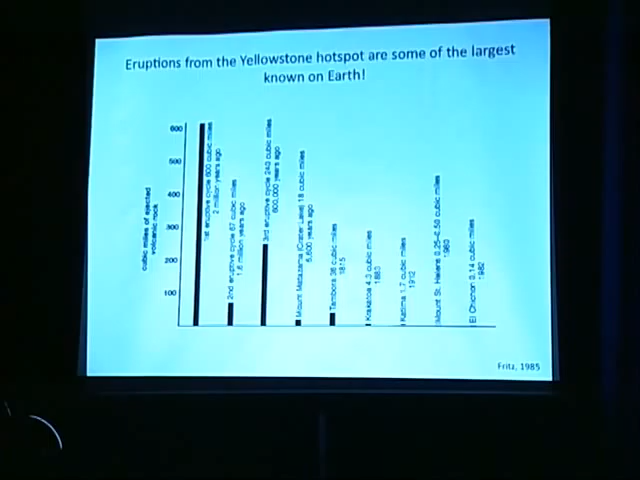 Eruptions from the Yellowstone hotspot are some of the largest
known on Earth!
cubic miles of ejected
volcanic rock
600
500
400
300
200
100
1st eruptive cycle 600 cubic miles
2 million years ago
2nd eruptive cycle 67 cubic miles
1.6 million years ago
3rd eruptive cycle 240 cubic miles
600,000 years ago
Mount Mazama (Crater Lake) 18 cubic miles
5,600 years ago
Tambora 36 cubic miles
1815
Krakatoa 4.3 cubic miles
1883
Katima 1.7 cubic miles
1912
Mount St. Helens 0.25-0.50 cubic miles
1980
El Chichon 0.14 cubic miles
1982
Fritz, 1985